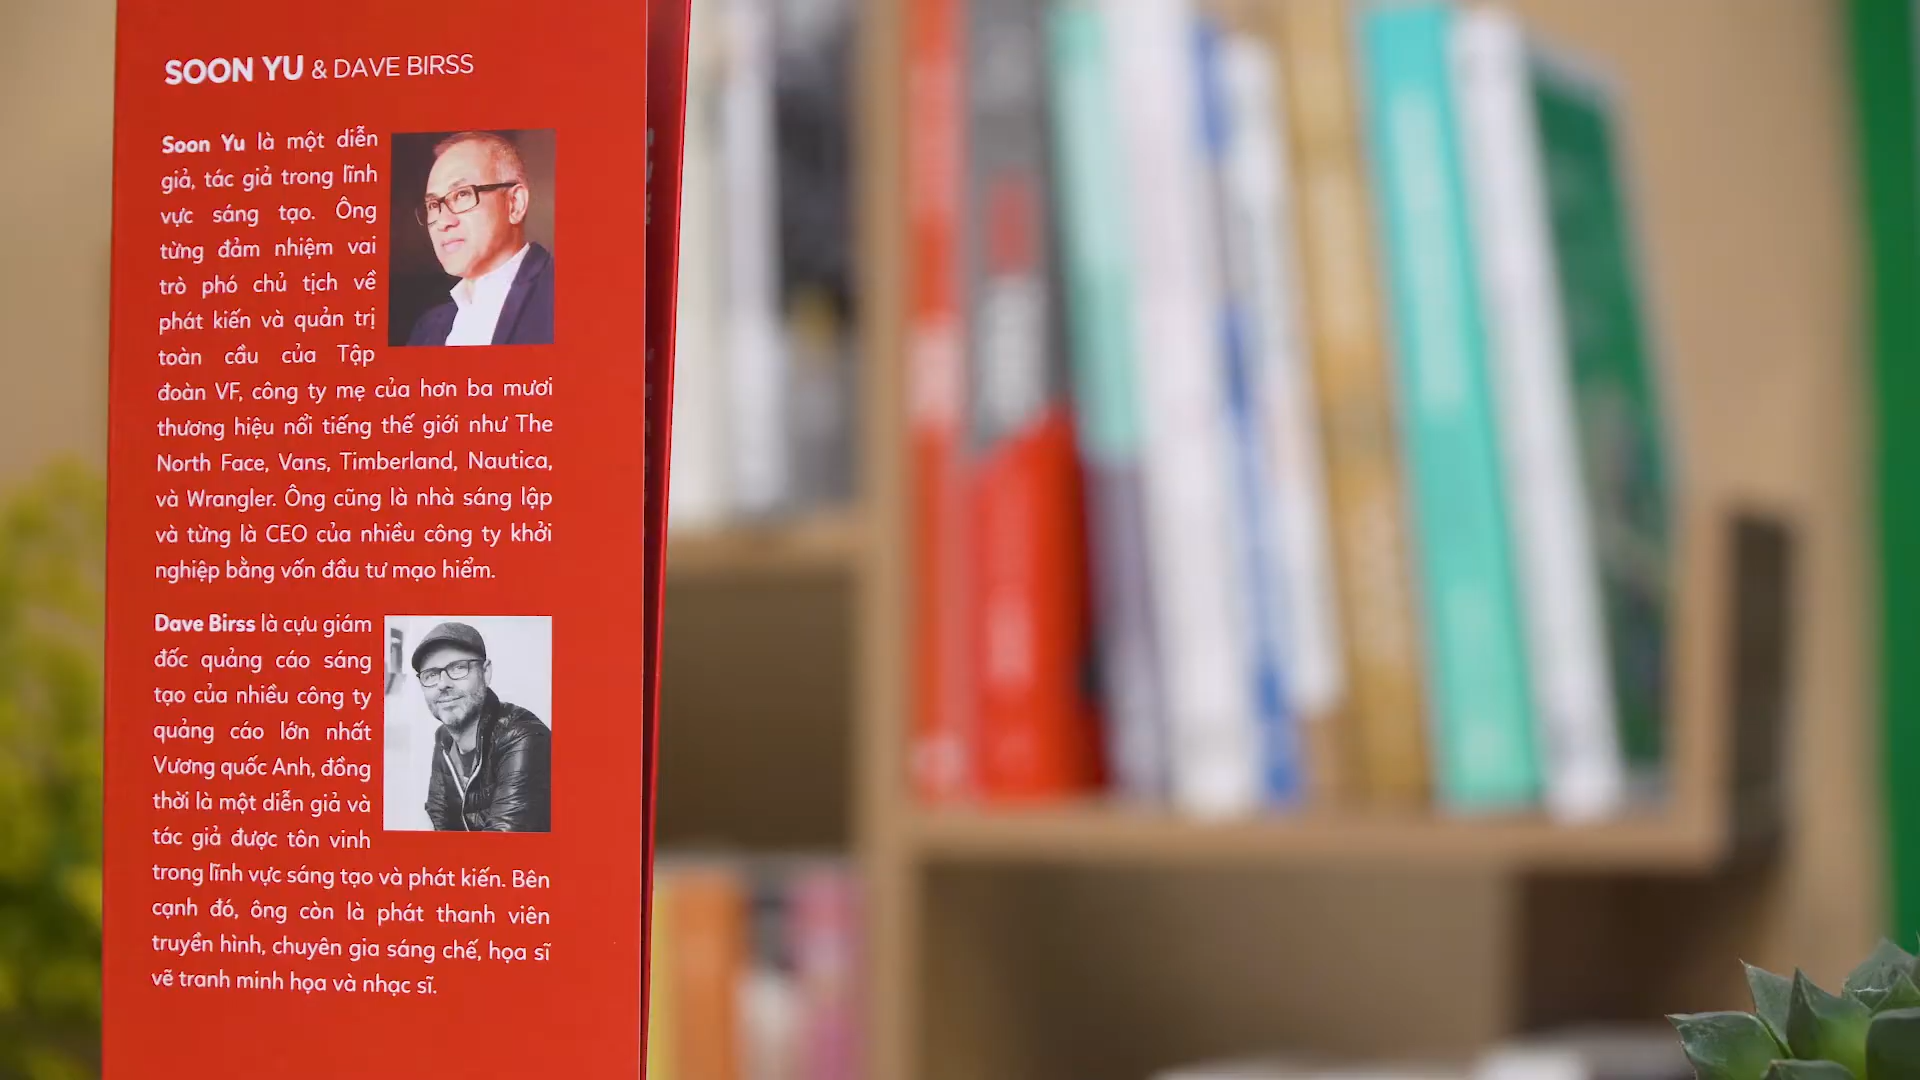 SOON YU & DAVE BIRSS
Soon Yu là một diễn
giả, tác giả trong lĩnh
vực sáng tạo. Ông
từng đảm nhiệm vai
trò phó chủ tịch về
phát kiến và quản trị
toàn cầu của Tập
đoàn VF, công ty mẹ của hơn ba mươi
thương hiệu nổi tiếng thế giới như The
North Face, Vans, Timberland, Nautica,
và Wrangler. Ông cũng là nhà sáng lập
và từng là CEO của nhiều công ty khởi
nghiệp bằng vốn đầu tư mạo hiểm.
Dave Birss là cựu giám
đốc quảng cáo sáng
tạo của nhiều công ty
quảng cáo lớn nhất
Vương quốc Anh, đồng
thời là một diễn giả và
tác giả được tôn vinh
trong lĩnh vực sáng tạo và phát kiến. Bên
cạnh đó, ông còn là phát thanh viên
truyền hình, chuyên gia sáng chế, họa sĩ
vẽ tranh minh họa và nhạc sĩ.